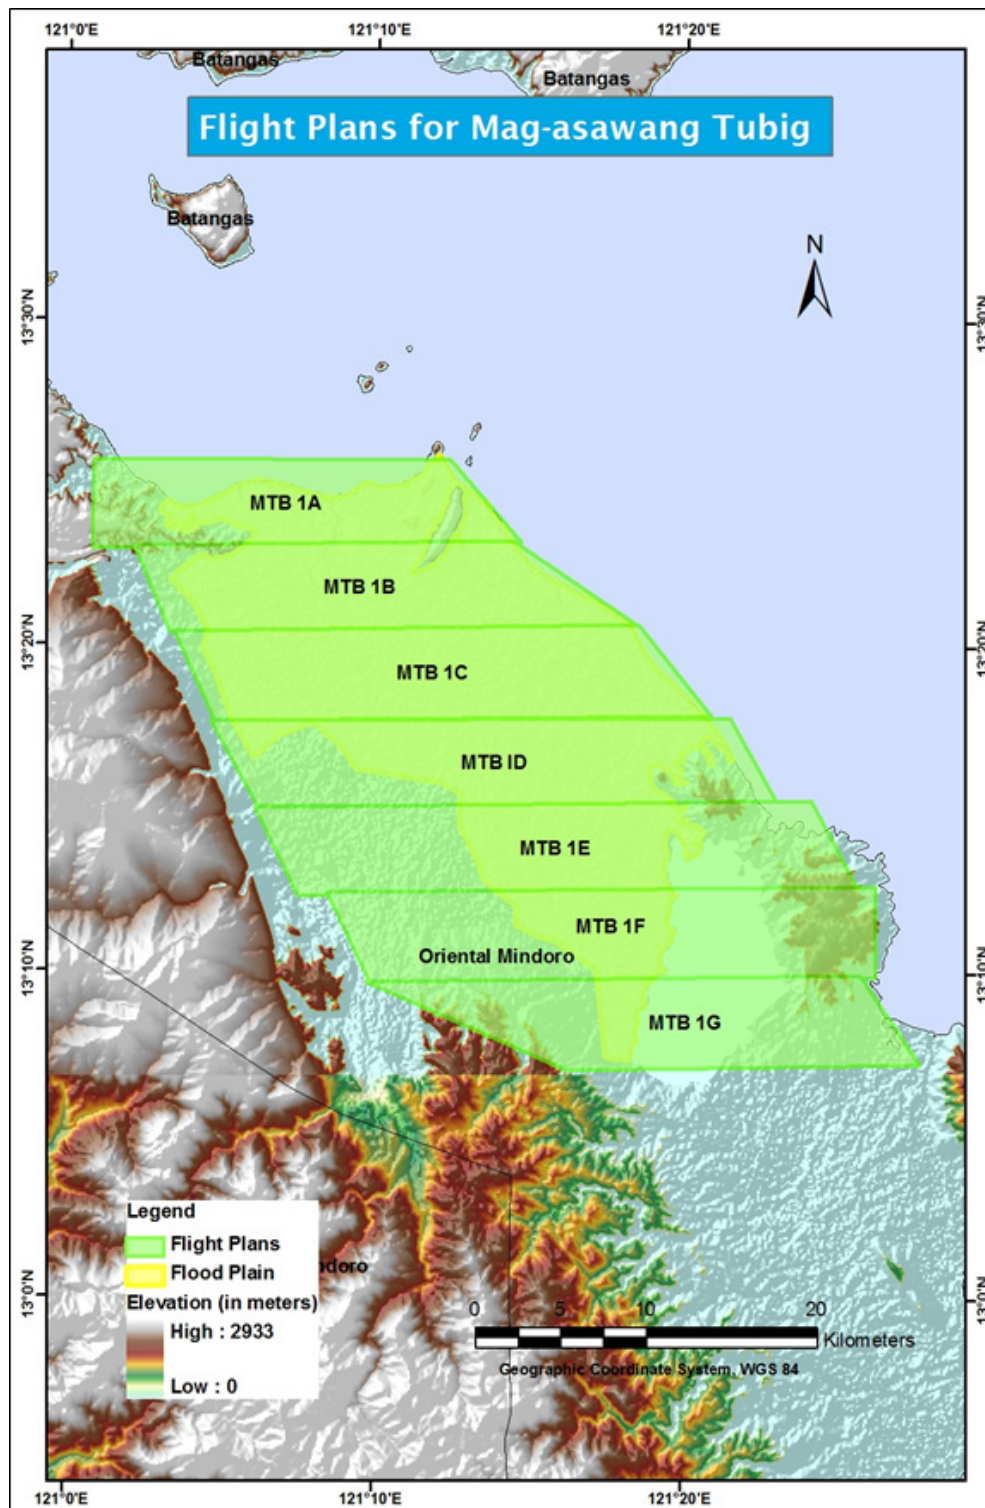 121°0'E
121°10'E
121°20'E
Batangas
Batangas
Flight Plans for Mag-asawang Tubig
Batangas
N
13°30'N
13°30'N
MTB 1A
MTB 1B
MTB 1C
13°20'N
13°20'N
MTB ID
MTB 1E
MTB 1F
Oriental Mindoro
13°10'N
13°10'N
MTB 1G
Legend
Flight Plans
Flood Plain
Elevation (in meters)
High : 2933
Low : 0
13°0'N
13°0'N
0 5 10 20
Kilometers
Geographic Coordinate System, WGS 84
121°0'E
121°10'E
121°20'E